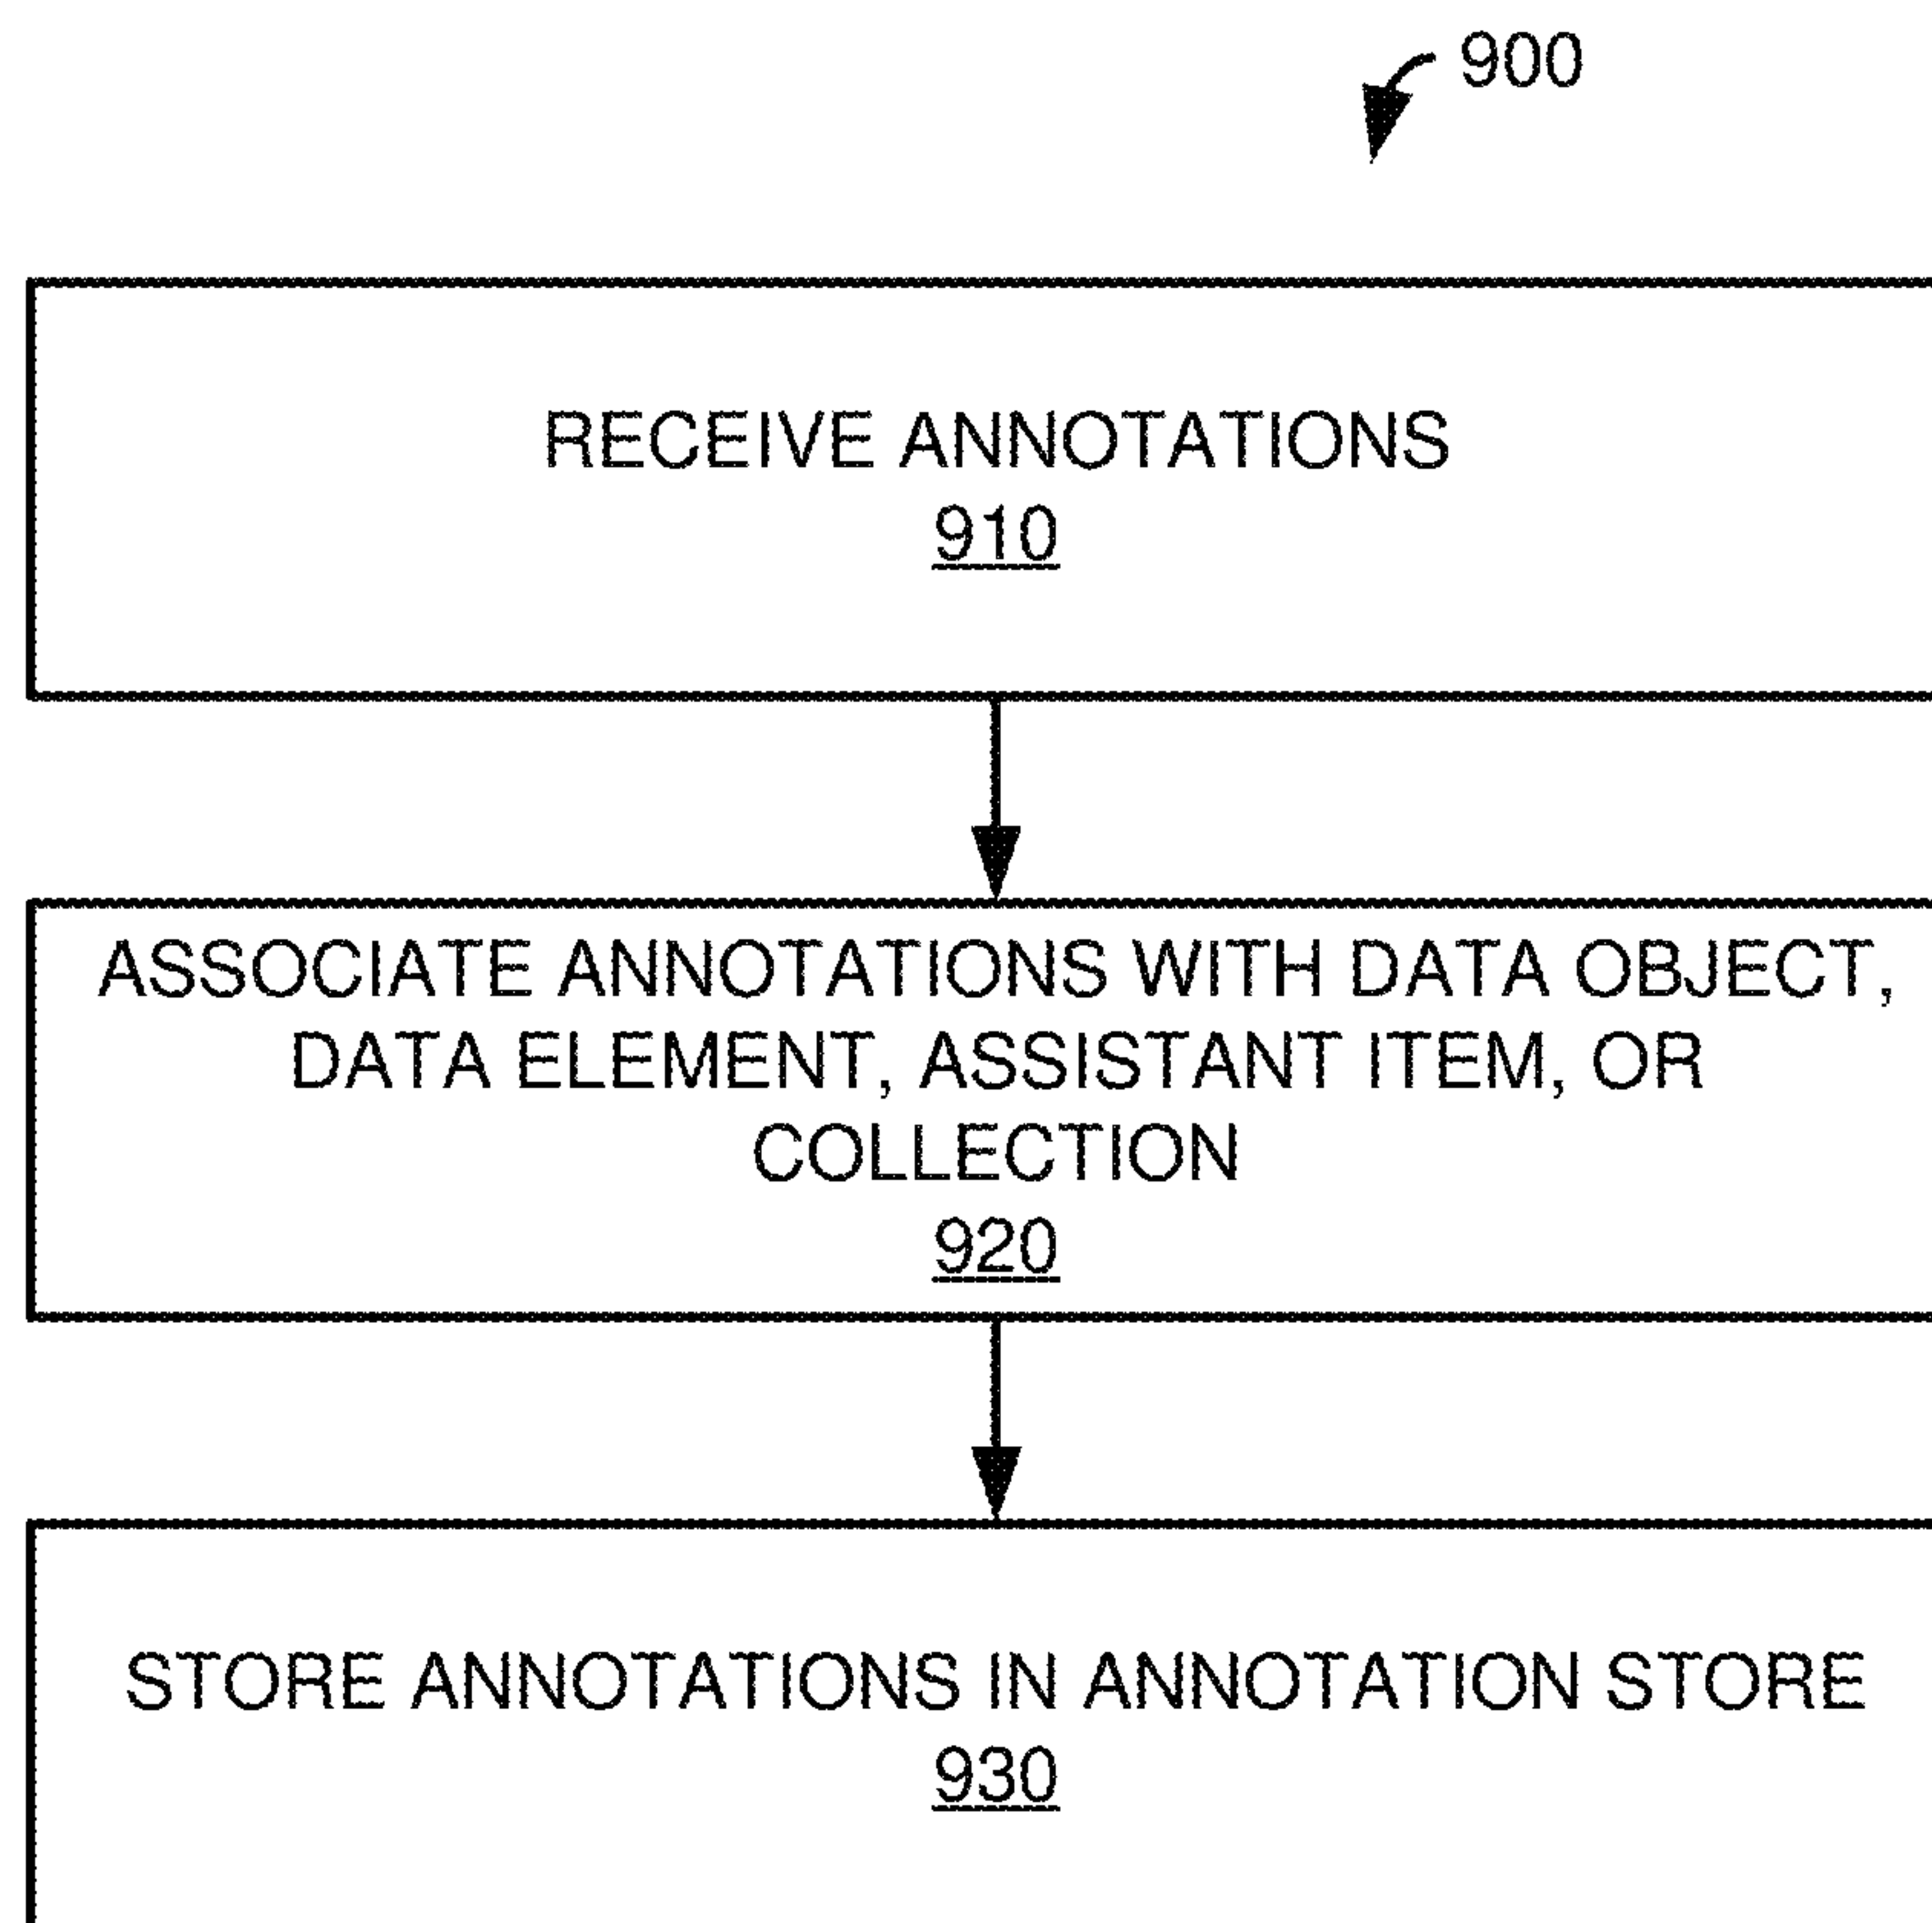 900
RECEIVE ANNOTATIONS
910
ASSOCIATE ANNOTATIONS WITH DATA OBJECT,
DATA ELEMENT, ASSISTANT ITEM, OR
COLLECTION
920
STORE ANNOTATIONS IN ANNOTATION STORE
930